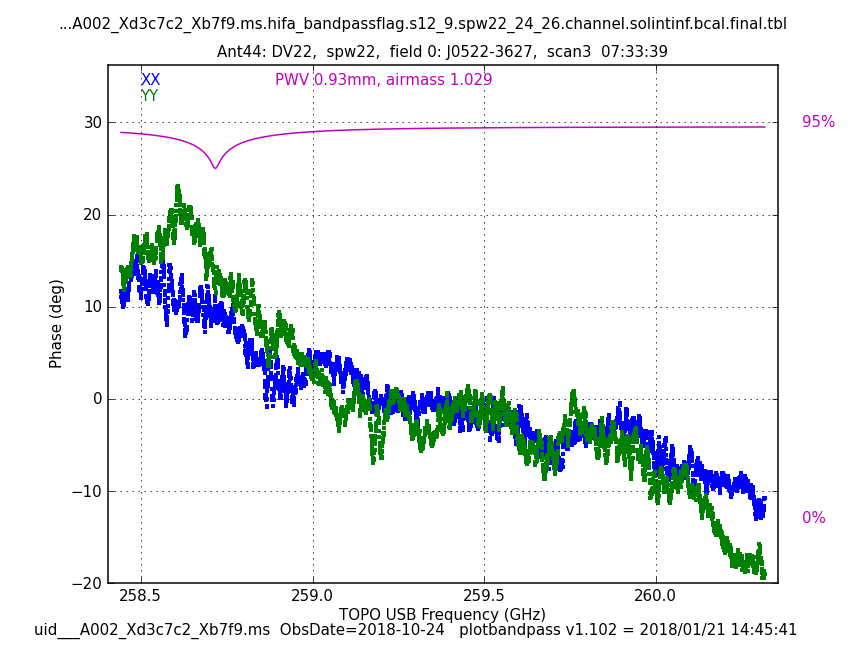 ...A002_Xd3c7c2_Xb7f9.ms.hifa_bandpassflag.s12_9.spw22_24_26.channel.solintinf.bcal.final.tbl
Ant44: DV22, spw22, field 0: J0522-3627, scan3 07:33:39
XX
PWV 0.93mm, airmass 1.029
YY
30
95%
20
10
Phase (deg)
0
−10
0%
−20
258.5 259.0 259.5 260.0
TOPO USB Frequency (GHz)
uid___A002_Xd3c7c2_Xb7f9.ms ObsDate=2018-10-24 plotbandpass v1.102 = 2018/01/21 14:45:41